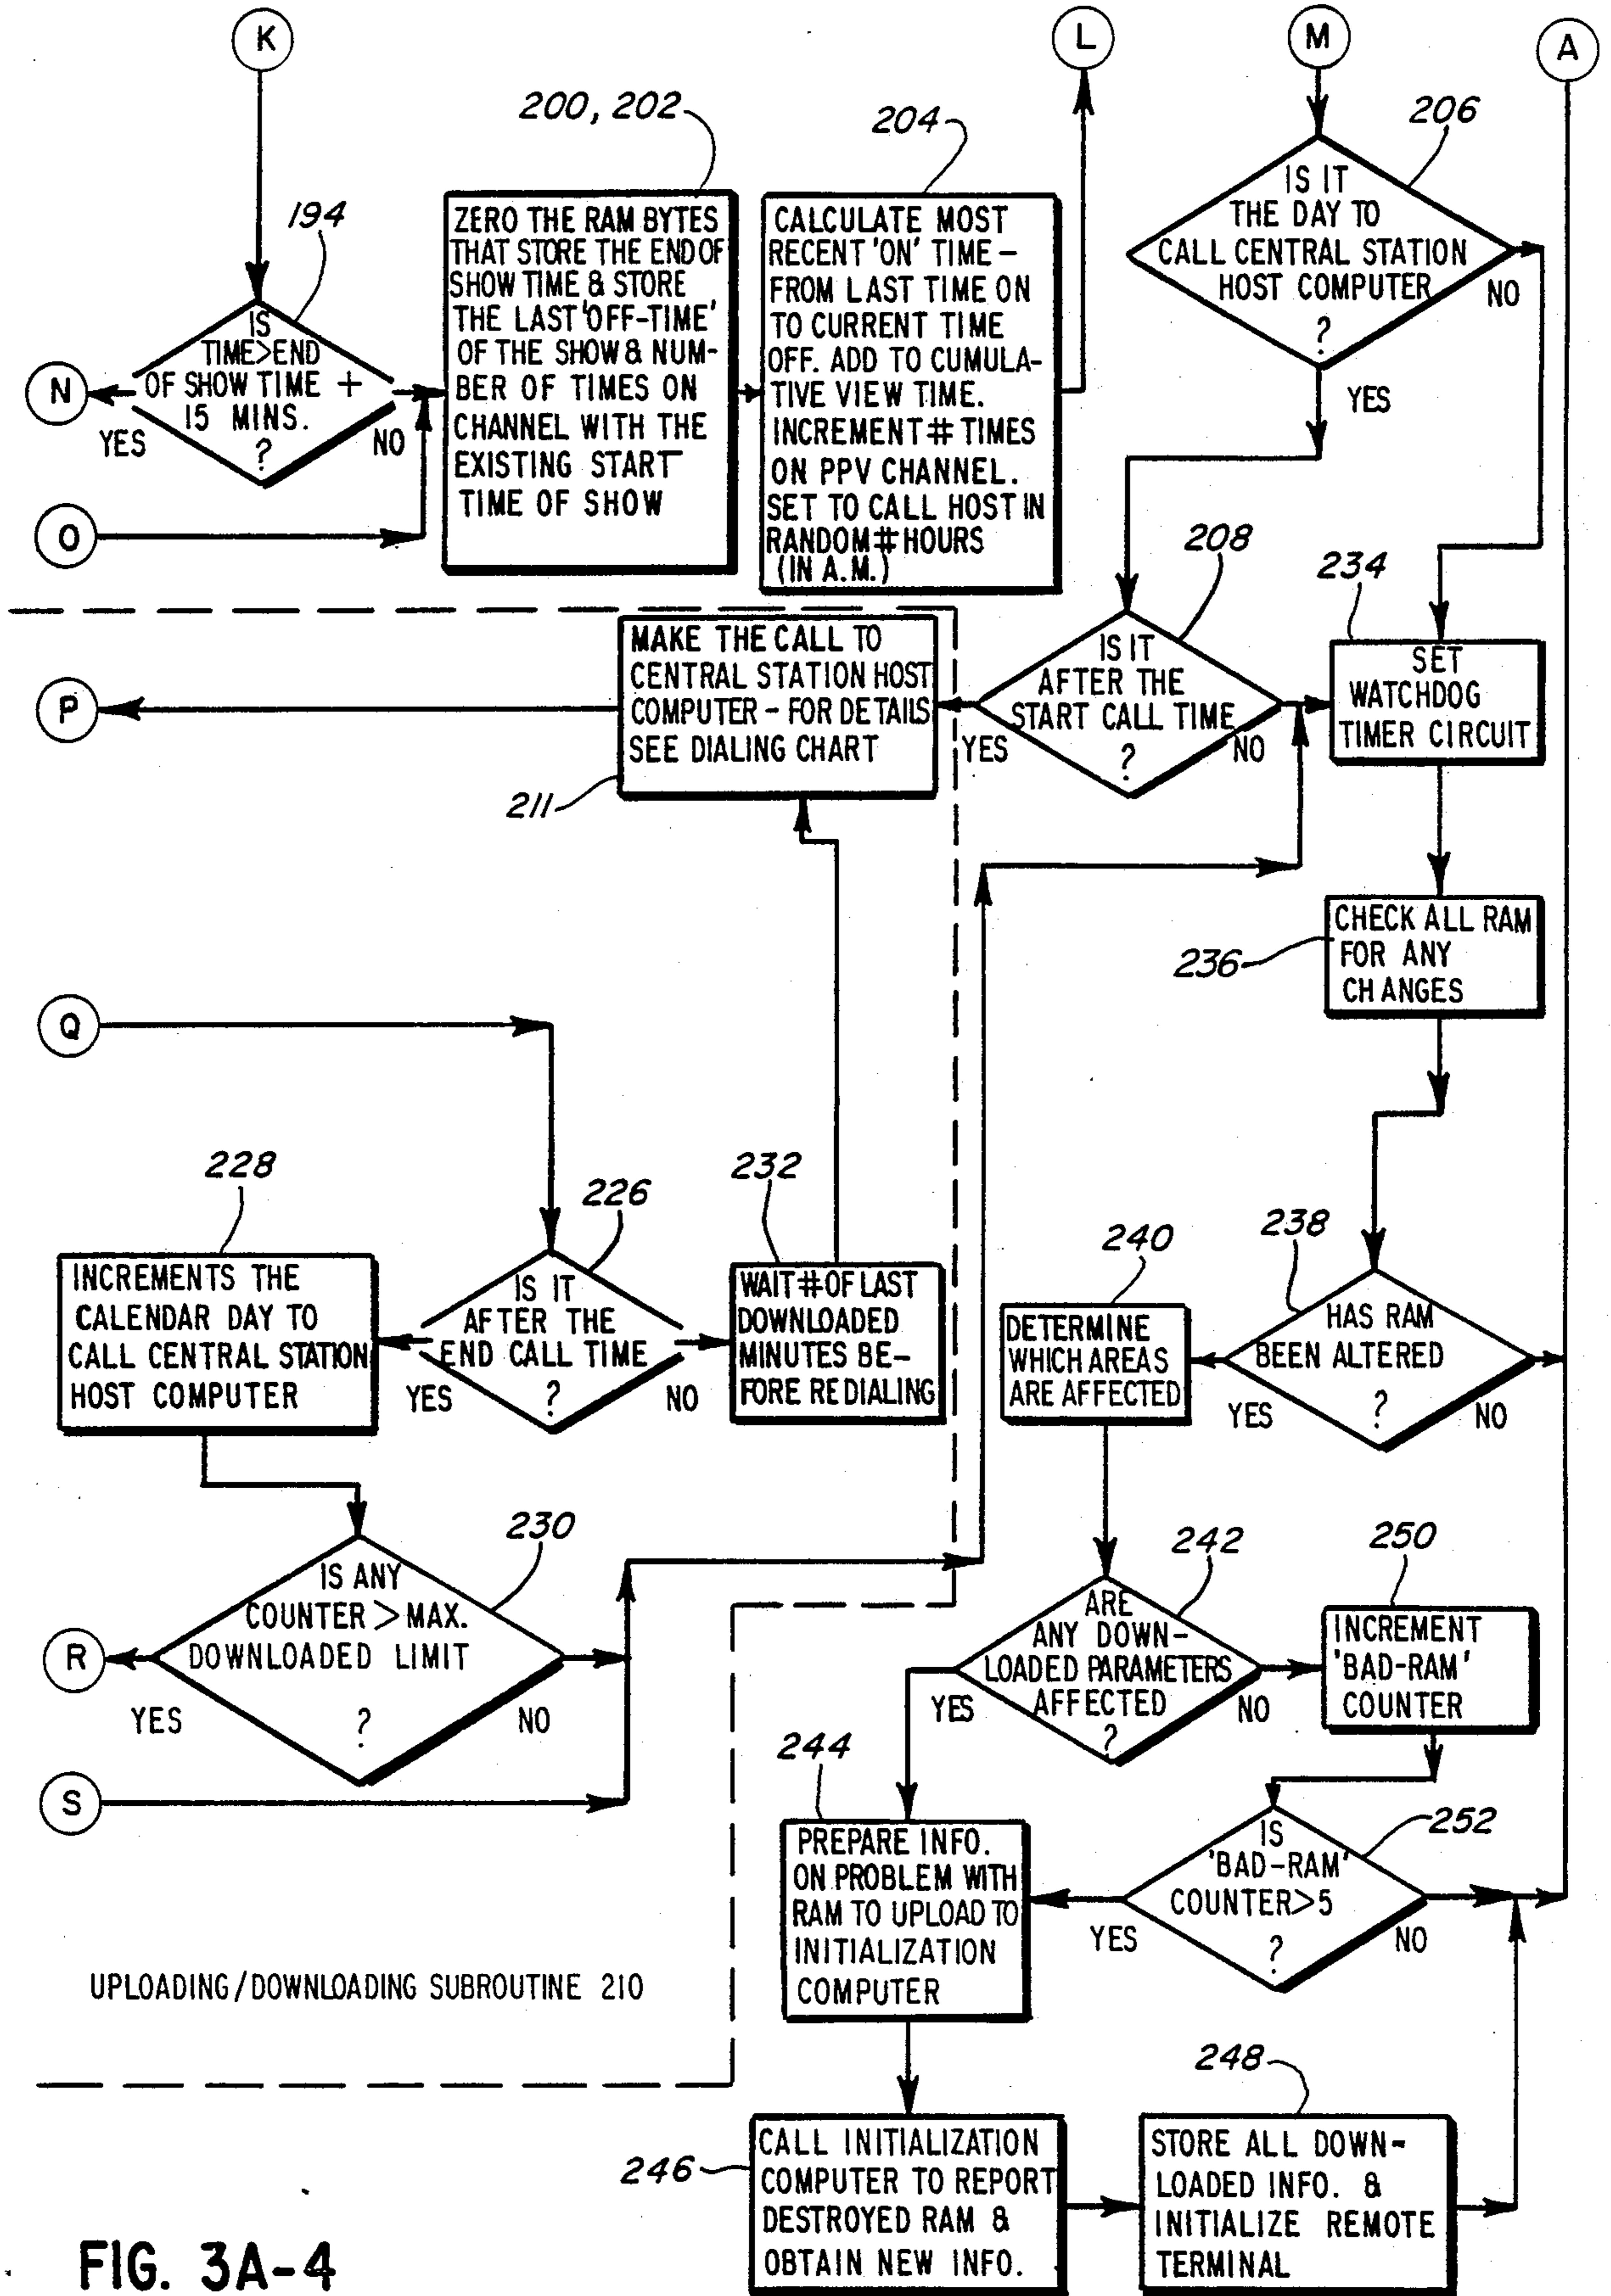 K
L
M
A
200, 202
204
206
194
ZERO THE RAM BYTES
THAT STORE THE END OF
SHOW TIME & STORE
THE LAST 'OFF-TIME'
OF THE SHOW & NUM-
BER OF TIMES ON
CHANNEL WITH THE
EXISTING START
TIME OF SHOW
CALCULATE MOST
RECENT 'ON' TIME –
FROM LAST TIME ON
TO CURRENT TIME
OFF. ADD TO CUMULA-
TIVE VIEW TIME.
INCREMENT # TIMES
ON PPV CHANNEL.
SET TO CALL HOST IN
RANDOM # HOURS
(IN A.M.)
IS IT
THE DAY TO
CALL CENTRAL STATION
HOST COMPUTER
?
NO
YES
IS
TIME>END
OF SHOW TIME +
15 MINS.
?
YES
NO
N
O
208
234
MAKE THE CALL TO
CENTRAL STATION HOST
COMPUTER – FOR DETAILS
SEE DIALING CHART
211
P
IS IT
AFTER THE
START CALL TIME
?
YES
NO
SET
WATCHDOG
TIMER CIRCUIT
CHECK ALL RAM
FOR ANY
CHANGES
236
Q
228
226
232
240
238
INCREMENTS THE
CALENDAR DAY TO
CALL CENTRAL STATION
HOST COMPUTER
IS IT
AFTER THE
END CALL TIME
?
YES
NO
WAIT # OF LAST
DOWNLOADED
MINUTES BE-
FORE REDIALING
DETERMINE
WHICH AREAS
ARE AFFECTED
HAS RAM
BEEN ALTERED
?
YES
NO
230
242
250
IS ANY
COUNTER > MAX.
DOWNLOADED LIMIT
?
YES
NO
R
S
ARE
ANY DOWN-
LOADED PARAMETERS
AFFECTED
?
YES
NO
INCREMENT
'BAD-RAM'
COUNTER
244
252
PREPARE INFO.
ON PROBLEM WITH
RAM TO UPLOAD TO
INITIALIZATION
COMPUTER
IS
'BAD-RAM'
COUNTER>5
?
YES
NO
UPLOADING/DOWNLOADING SUBROUTINE 210
246
248
CALL INITIALIZATION
COMPUTER TO REPORT
DESTROYED RAM &
OBTAIN NEW INFO.
STORE ALL DOWN-
LOADED INFO. &
INITIALIZE REMOTE
TERMINAL
FIG. 3A-4